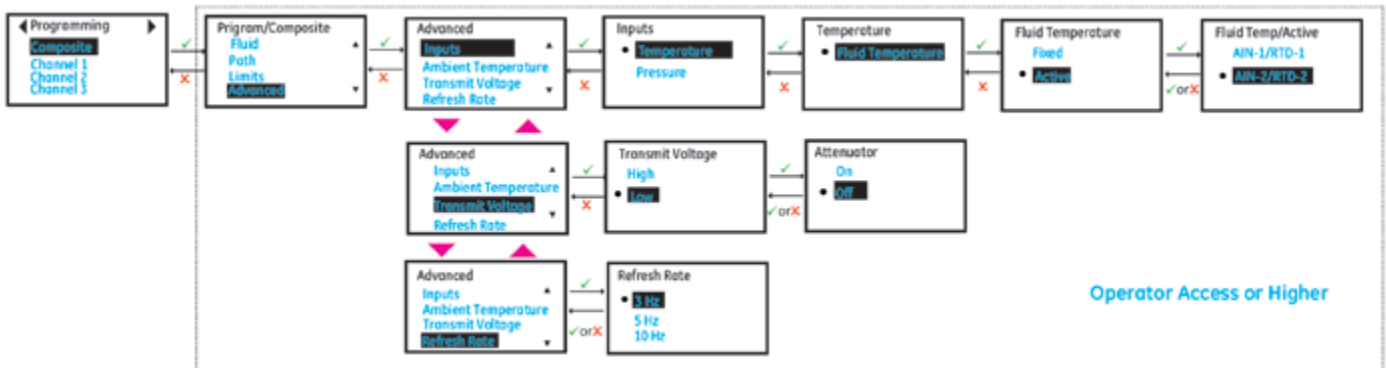 Programming
Composite
Channel 1
Channel 2
Channel 3
Prigram/Composite
Fluid
Path
Limits
Advanced
Advanced
Inputs
Ambient Temperature
Transmit Voltage
Refresh Rate
Inputs
Temperature
Pressure
Temperature
Fluid Temperature
Fluid Temperature
Fixed
Active
Fluid Temp/Active
AIN-1/RTD-1
AIN-2/RTD-2
✓orX
Advanced
Inputs
Ambient Temperature
Transmit Voltage
Refresh Rate
Transmit Voltage
High
Low
Attenuator
On
Off
✓orX
Advanced
Inputs
Ambient Temperature
Transmit Voltage
Refresh Rate
Refresh Rate
3 Hz
5 Hz
10 Hz
✓orX
Operator Access or Higher